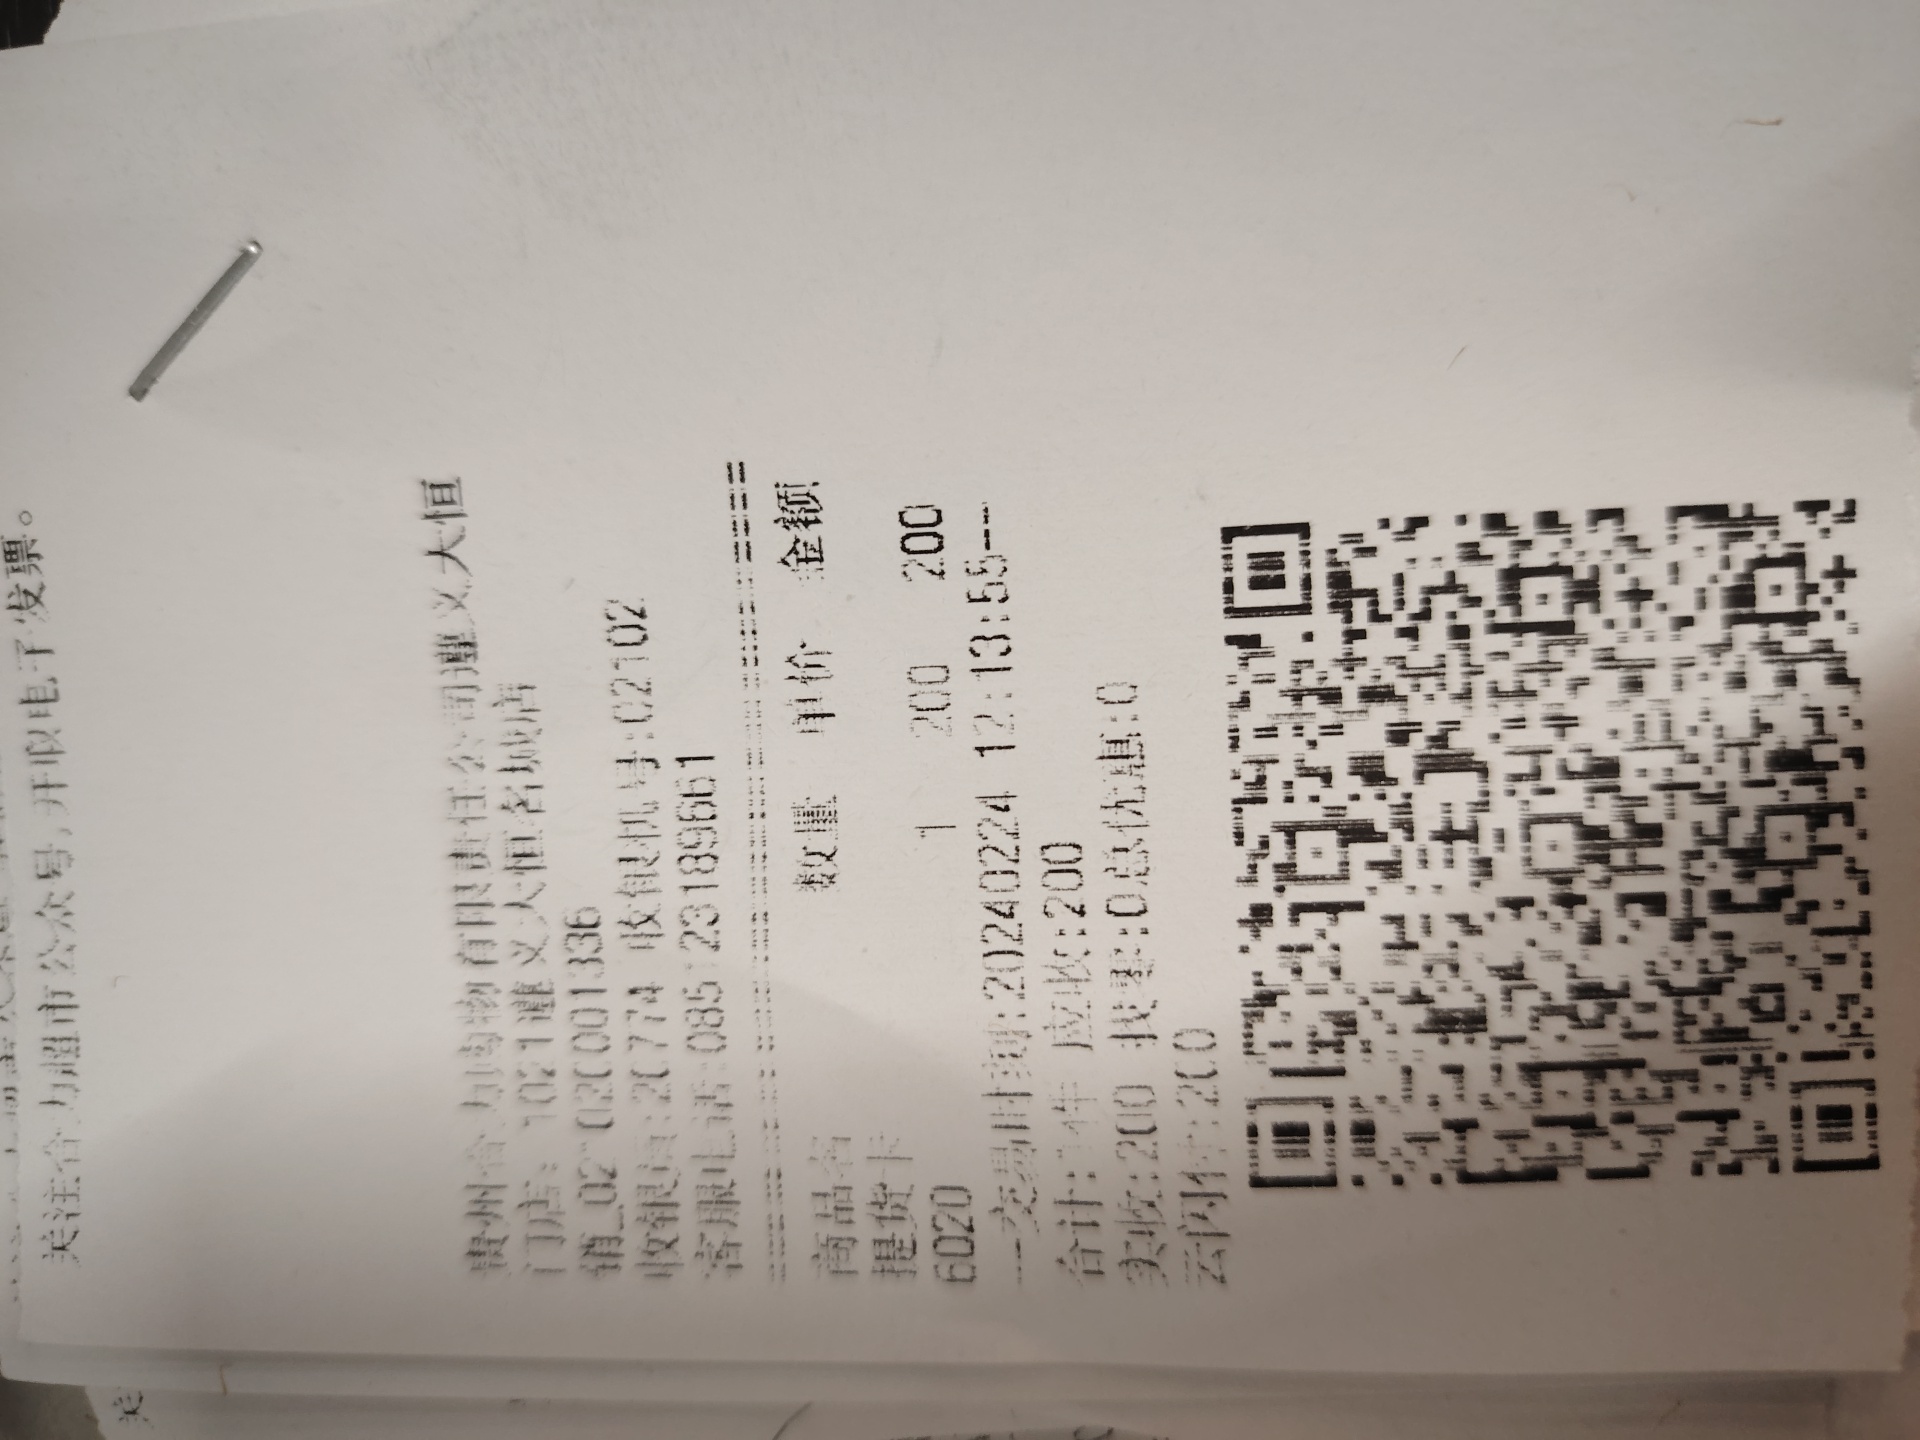 关注合力超市公众号开取电子发票。
贵州合力购物有限责任公司遵义大恒
门店: 1021遵义大恒名城店
销_02 020001336
收银员:20774 收银机号:C2102
客服电话:085 23189661
商品名 数量 单价 金额
提货卡
6020 1 200 200
---交易时间:20240224 12:13:55---
合计:1件 应收:200
实收:200 找零:0总优惠:0
云闪付:200
关